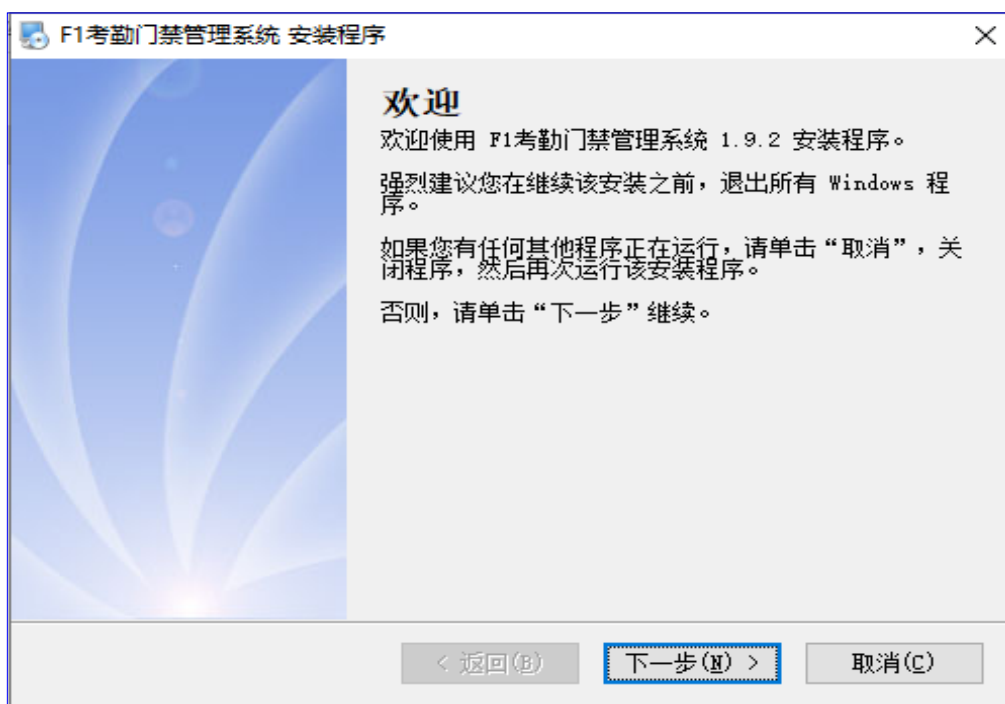 F1考勤门禁管理系统 安装程序
欢迎
欢迎使用 F1考勤门禁管理系统 1.9.2 安装程序。
强烈建议您在继续该安装之前，退出所有 Windows 程
序。
如果您有任何其他程序正在运行，请单击“取消”，关
闭程序，然后再次运行该安装程序。
否则，请单击“下一步”继续。
< 返回(B)
下一步(N) >
取消(C)